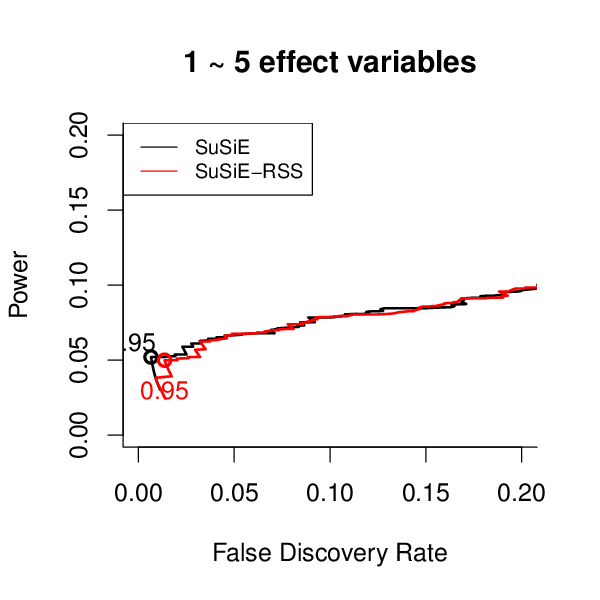 1 ~ 5 effect variables
SuSiE
SuSiE−RSS
Power
0.20
0.15
0.10
0.05
0.00
.95
0.95
0.00 0.05 0.10 0.15 0.20
False Discovery Rate